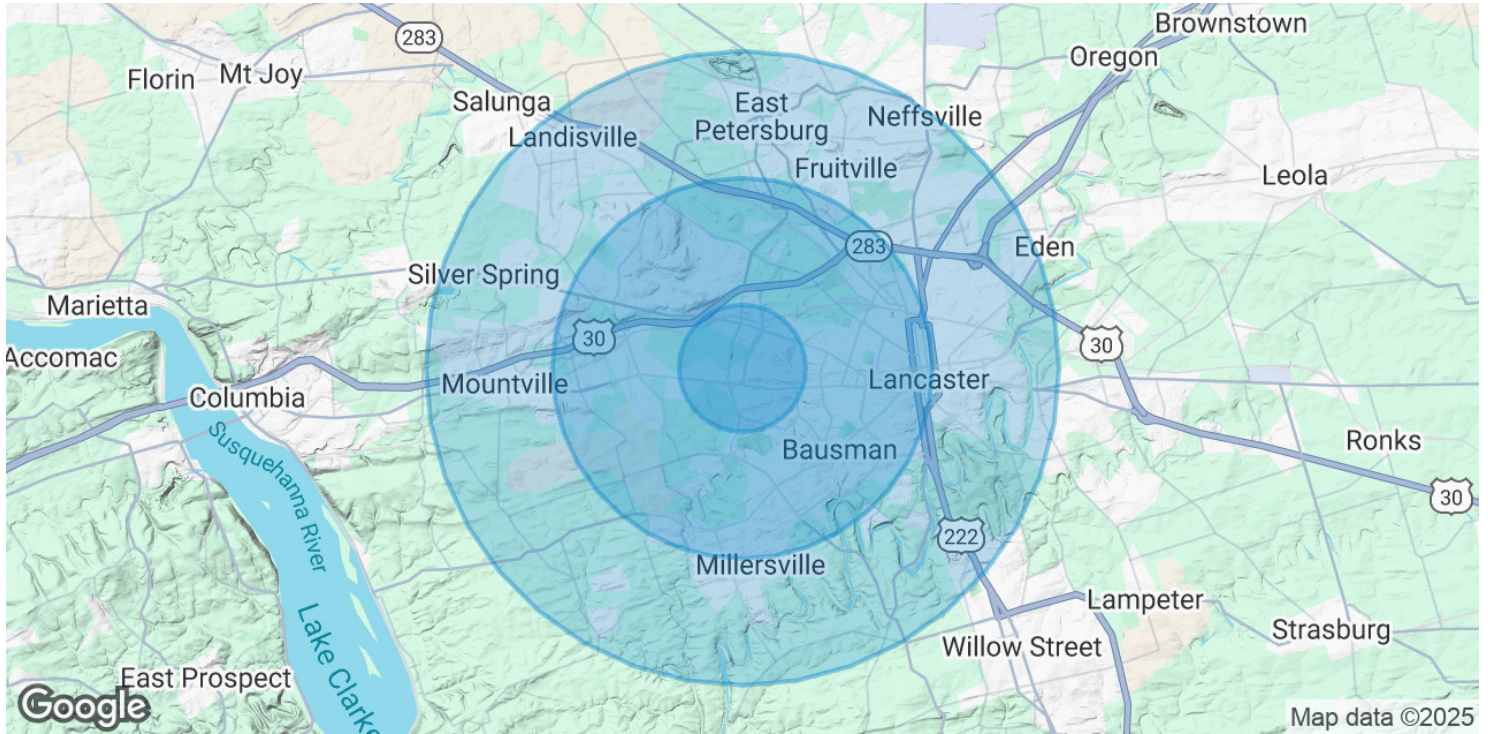 283
Brownstown
Oregon
Florin
Mt Joy
Salunga
East
Petersburg
Neffsville
Landisville
Fruitville
Leola
283
Eden
Silver Spring
Marietta
30
30
Accomac
Mountville
Lancaster
Columbia
Susquehanna River
Bausman
Ronks
30
222
Millersville
Lampeter
Lake Clarke
Strasburg
Willow Street
East Prospect
Google
Map data ©2025